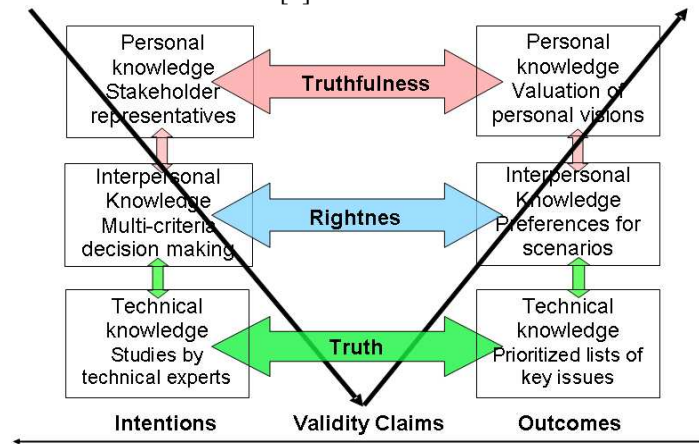 [ ]
Personal
knowledge
Stakeholder
representatives
Truthfulness
Personal
knowledge
Valuation of
personal visions
Interpersonal
Knowledge
Multi-criteria
decision making
Rightnes
Interpersonal
Knowledge
Preferences for
scenarios
Technical
knowledge
Studies by
technical experts
Truth
Technical
knowledge
Prioritized lists of
key issues
Intentions
Validity Claims
Outcomes